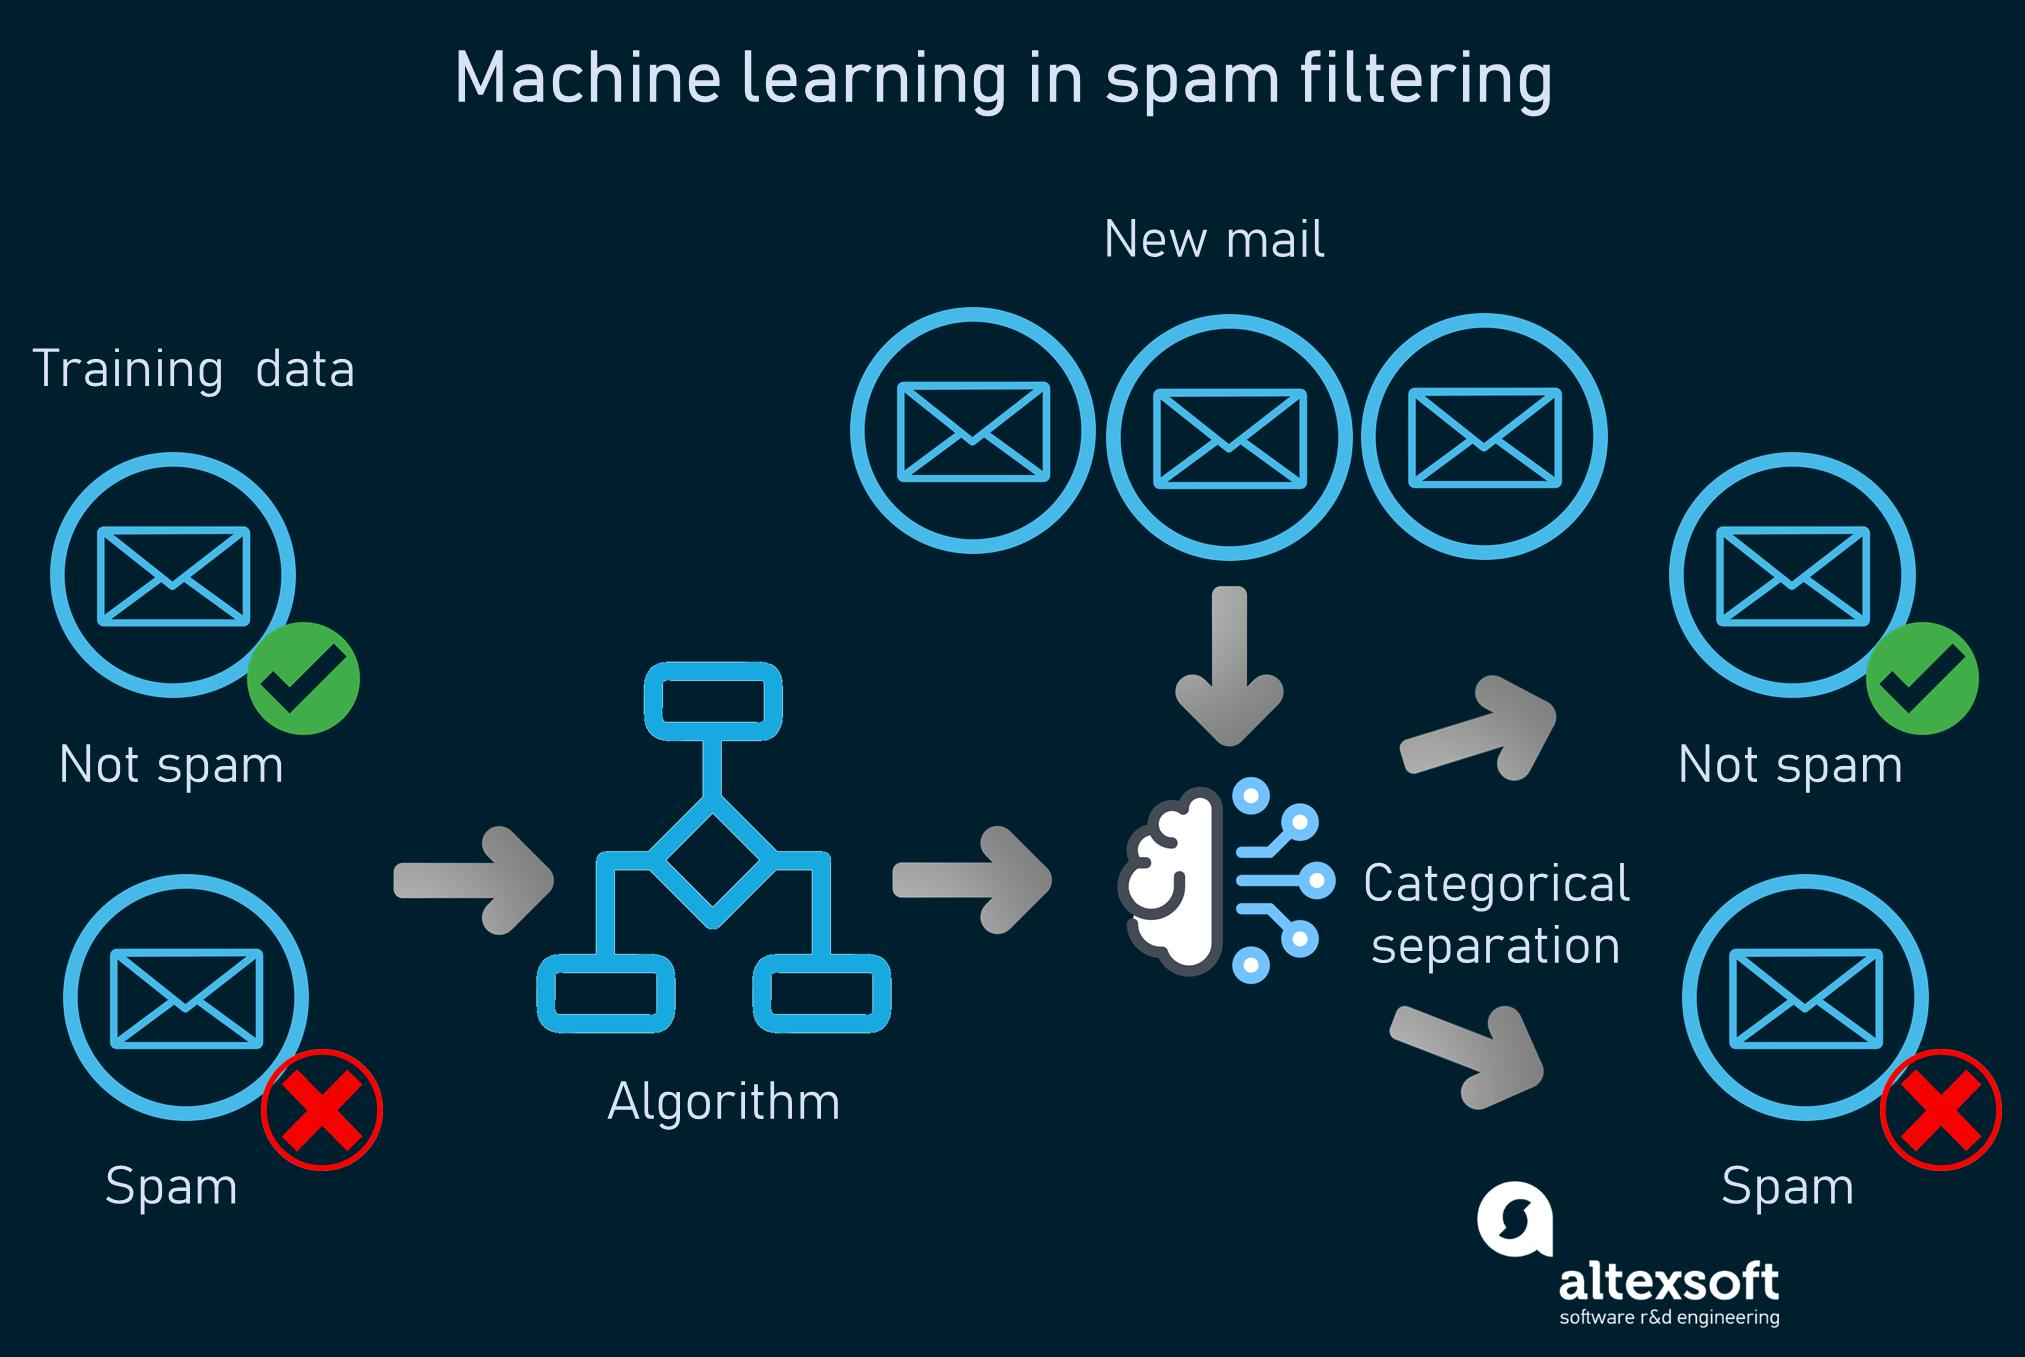 Machine learning in spam filtering
New mail
Training data
Not spam
Spam
Algorithm
Categorical
separation
Not spam
Spam
altexsoft
software r&d engineering